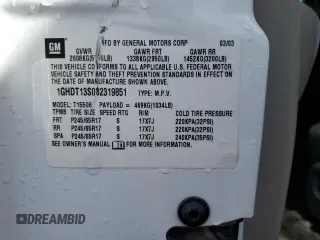 GM
MFD BY GENERAL MOTORS CORP 03/03
GVWR GAWR FRT GAWR RR
2608KG(5750LB) 1338KG(2950LB) 1452KG(3200LB)
THIS VEHICLE CONFORMS TO ALL APPLICABLE U.S. FEDERAL MOTOR
VEHICLE SAFETY AND THEFT PREVENTION STANDARDS IN EFFECT ON
THE DATE OF MANUFACTURE SHOWN ABOVE.
1GHDT13S032319851 TYPE: M.P.V.
MODEL: T15506 PAYLOAD = 469KG(1034LB)
TPWB TIRE SIZE SPEED RTG RIM COLD TIRE PRESSURE
FRT P245/65R17 S 17X7J 220KPA(32PSI)
RR P245/65R17 S 17X7J 220KPA(32PSI)
SPA P245/65R17 S 17X7J 240KPA(35PSI)
SEE OWNER'S MANUAL
DREAMBID